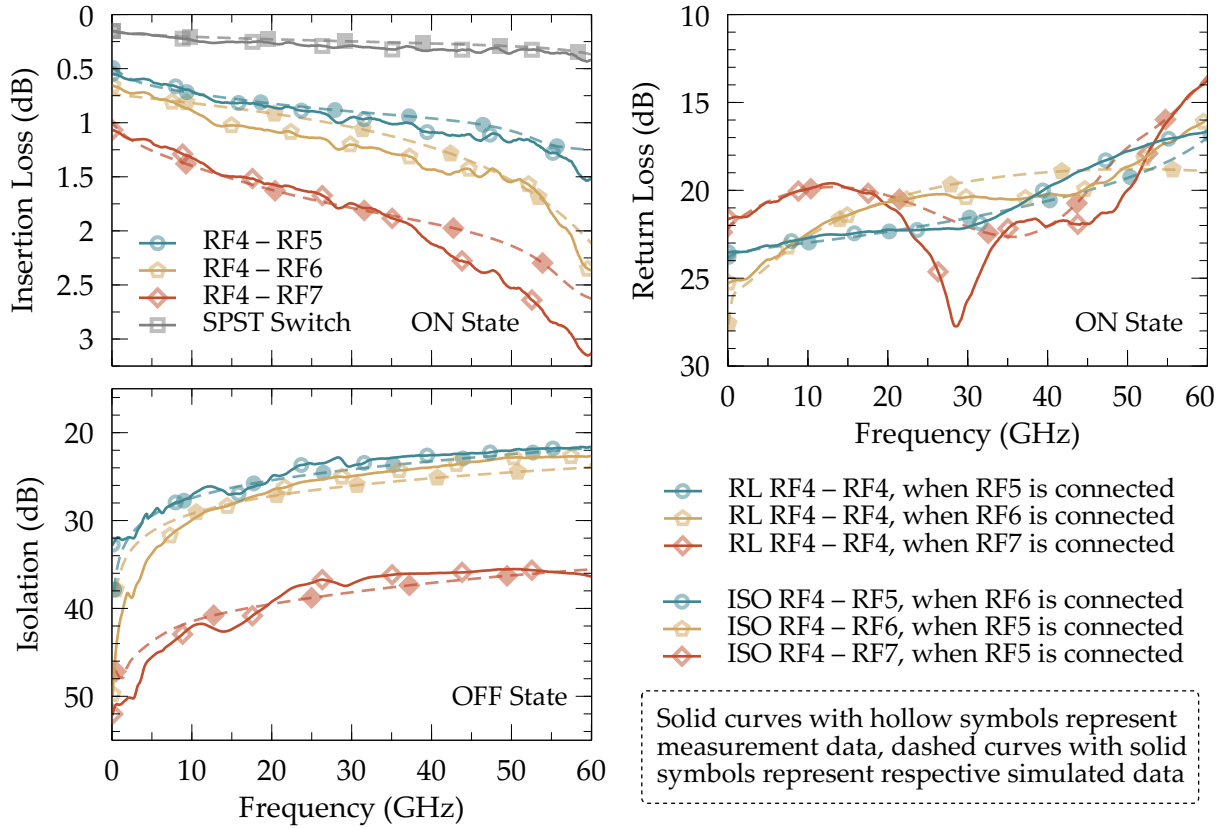 0
0.5
1
1.5
2
2.5
3
Insertion Loss (dB)
RF4 – RF5
RF4 – RF6
RF4 – RF7
SPST Switch
ON State
10
15
20
25
30
Return Loss (dB)
ON State
0 10 20 30 40 50 60
Frequency (GHz)
20
30
40
50
Isolation (dB)
OFF State
0 10 20 30 40 50 60
Frequency (GHz)
RL RF4 – RF4, when RF5 is connected
RL RF4 – RF4, when RF6 is connected
RL RF4 – RF4, when RF7 is connected
ISO RF4 – RF5, when RF6 is connected
ISO RF4 – RF6, when RF5 is connected
ISO RF4 – RF7, when RF5 is connected
Solid curves with hollow symbols represent
measurement data, dashed curves with solid
symbols represent respective simulated data